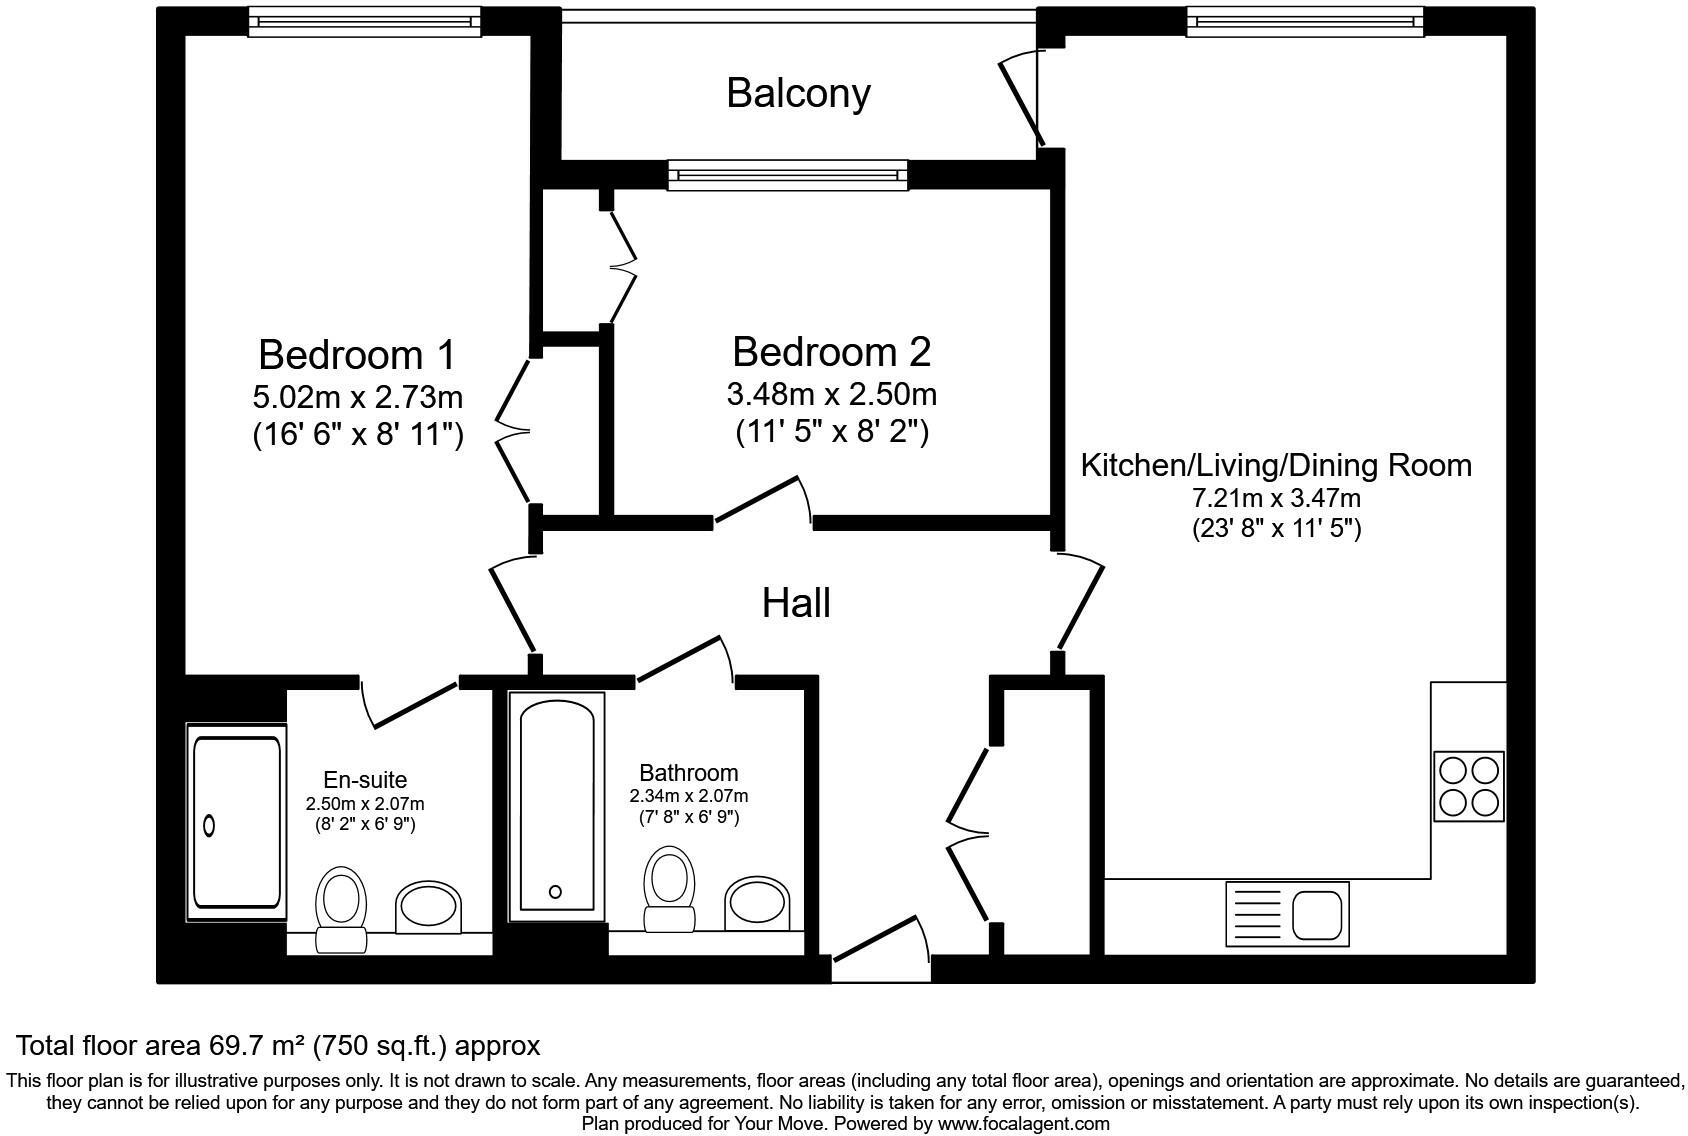 Balcony
Bedroom 1
5.02m x 2.73m
(16' 6" x 8' 11")
Bedroom 2
3.48m x 2.50m
(11' 5" x 8' 2")
Kitchen/Living/Dining Room
7.21m x 3.47m
(23' 8" x 11' 5")
Hall
En-suite
2.50m x 2.07m
(8' 2" x 6' 9")
Bathroom
2.34m x 2.07m
(7' 8" x 6' 9")
Total floor area 69.7 m² (750 sq.ft.) approx
This floor plan is for illustrative purposes only. It is not drawn to scale. Any measurements, floor areas (including any total floor area), openings and orientation are approximate. No details are guaranteed,
they cannot be relied upon for any purpose and they do not form part of any agreement. No liability is taken for any error, omission or misstatement. A party must rely upon its own inspection(s).
Plan produced for Your Move. Powered by www.focalagent.com